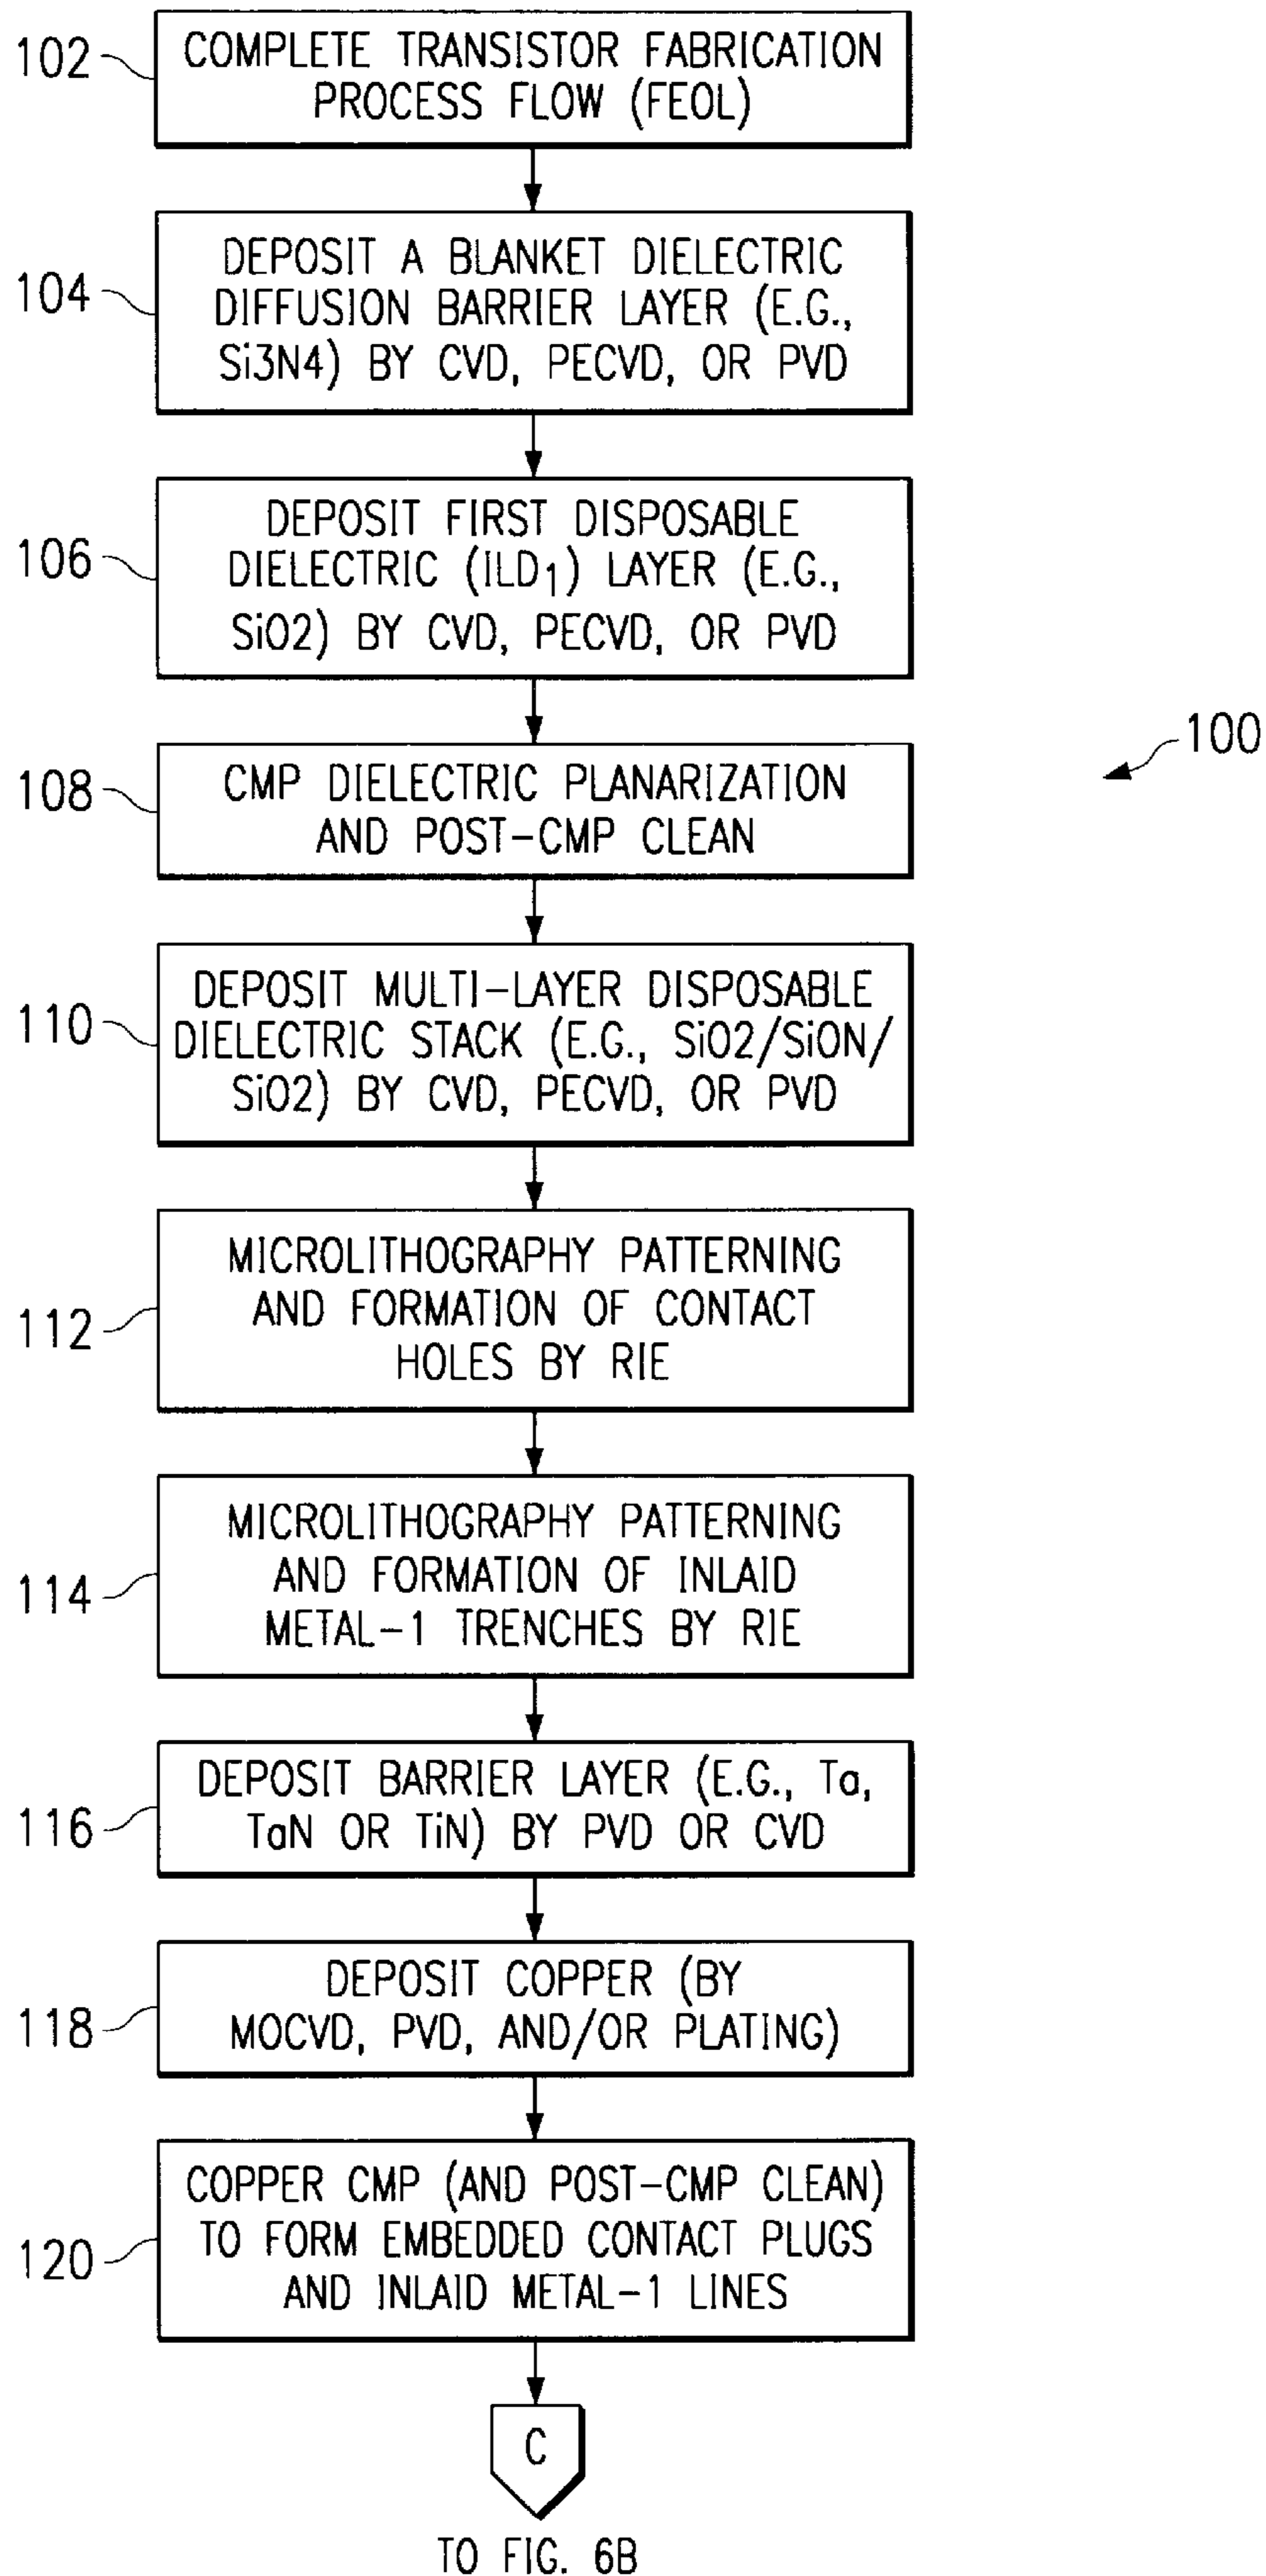 102
COMPLETE TRANSISTOR FABRICATION
PROCESS FLOW (FEOL)
104
DEPOSIT A BLANKET DIELECTRIC
DIFFUSION BARRIER LAYER (E.G.,
Si3N4) BY CVD, PECVD, OR PVD
106
DEPOSIT FIRST DISPOSABLE
DIELECTRIC (ILD1) LAYER (E.G.,
SiO2) BY CVD, PECVD, OR PVD
100
108
CMP DIELECTRIC PLANARIZATION
AND POST-CMP CLEAN
110
DEPOSIT MULTI-LAYER DISPOSABLE
DIELECTRIC STACK (E.G., SiO2/SiON/
SiO2) BY CVD, PECVD, OR PVD
112
MICROLITHOGRAPHY PATTERNING
AND FORMATION OF CONTACT
HOLES BY RIE
114
MICROLITHOGRAPHY PATTERNING
AND FORMATION OF INLAID
METAL-1 TRENCHES BY RIE
116
DEPOSIT BARRIER LAYER (E.G., Ta,
TaN OR TiN) BY PVD OR CVD
118
DEPOSIT COPPER (BY
MOCVD, PVD, AND/OR PLATING)
120
COPPER CMP (AND POST-CMP CLEAN)
TO FORM EMBEDDED CONTACT PLUGS
AND INLAID METAL-1 LINES
C
TO FIG. 6B